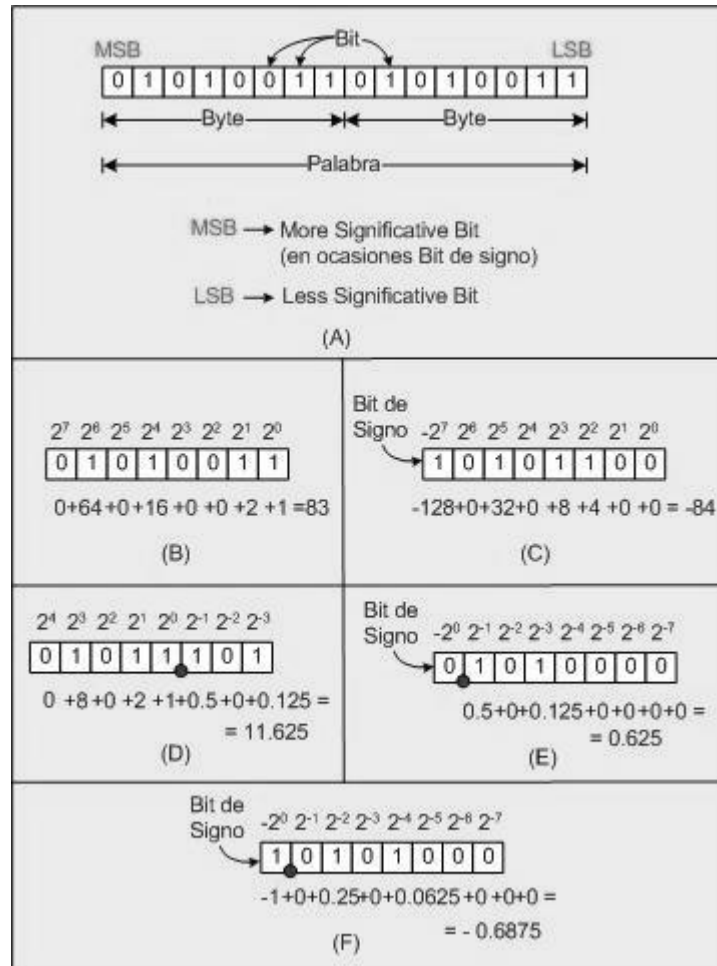 Bit
MSB LSB
0 1 0 1 0 0 1 1 0 1 0 1 0 0 1 1
Byte Byte
Palabra
MSB → More Significative Bit
(en ocasiones Bit de signo)
LSB → Less Significative Bit
(A)
2⁷ 2⁶ 2⁵ 2⁴ 2³ 2² 2¹ 2⁰
0 1 0 1 0 0 1 1
0+64+0+16+0+0+2+1=83
(B)
Bit de
Signo
-2⁷ 2⁶ 2⁵ 2⁴ 2³ 2² 2¹ 2⁰
1 0 1 0 1 1 0 0
-128+0+32+0+8+4+0+0=-84
(C)
2⁴ 2³ 2² 2¹ 2⁰ 2⁻¹ 2⁻² 2⁻³
0 1 0 1 1 1 0 1
0+8+0+2+1+0.5+0+0.125=
= 11.625
(D)
Bit de
Signo
-2⁰ 2⁻¹ 2⁻² 2⁻³ 2⁻⁴ 2⁻⁵ 2⁻⁶ 2⁻⁷
0 1 0 1 0 0 0 0
0.5+0+0.125+0+0+0+0=
= 0.625
(E)
Bit de
Signo
-2⁰ 2⁻¹ 2⁻² 2⁻³ 2⁻⁴ 2⁻⁵ 2⁻⁶ 2⁻⁷
1 0 1 0 1 0 0 0
-1+0+0.25+0+0.0625+0+0+0=
= - 0.6875
(F)